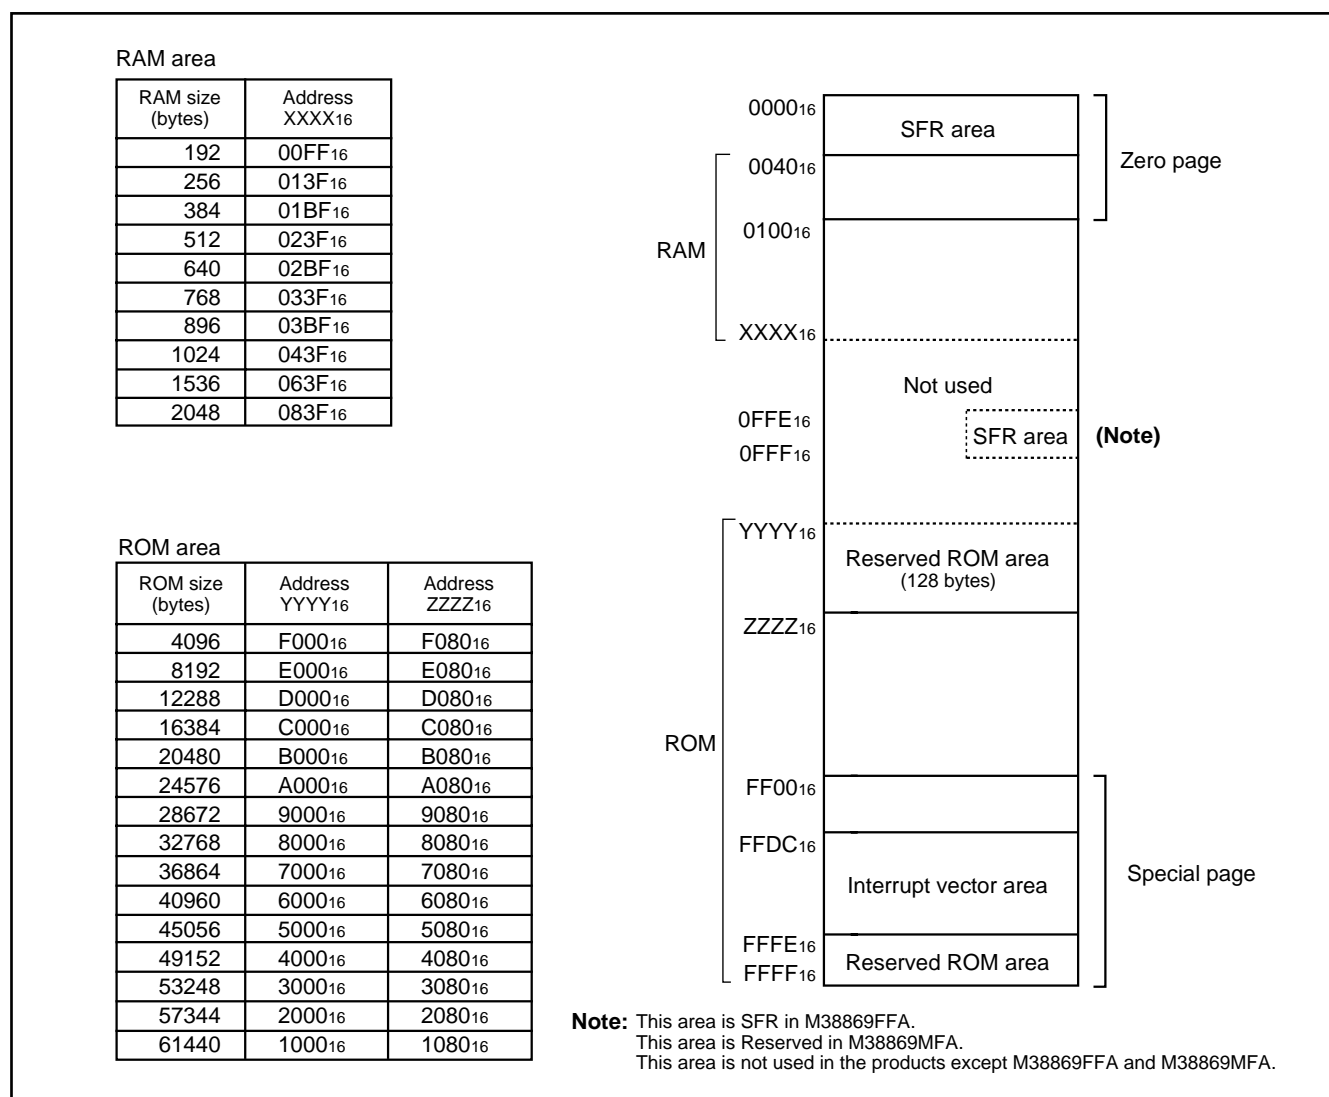 RAM area
RAM size (bytes) Address XXXX16
192 00FF16
256 013F16
384 01BF16
512 023F16
640 02BF16
768 033F16
896 03BF16
1024 043F16
1536 063F16
2048 083F16
ROM area
ROM size (bytes) Address YYYY16 Address ZZZZ16
4096 F00016 F08016
8192 E00016 E08016
12288 D00016 D08016
16384 C00016 C08016
20480 B00016 B08016
24576 A00016 A08016
28672 900016 908016
32768 800016 808016
36864 700016 708016
40960 600016 608016
45056 500016 508016
49152 400016 408016
53248 300016 308016
57344 200016 208016
61440 100016 108016
000016
SFR area
Zero page
004016
010016
RAM
XXXX16
Not used
0FFE16
SFR area (Note)
0FFF16
YYYY16
Reserved ROM area
(128 bytes)
ZZZZ16
ROM
FF0016
FFDC16
Special page
Interrupt vector area
FFFE16
Reserved ROM area
FFFF16
Note: This area is SFR in M38869FFA.
This area is Reserved in M38869MFA.
This area is not used in the products except M38869FFA and M38869MFA.